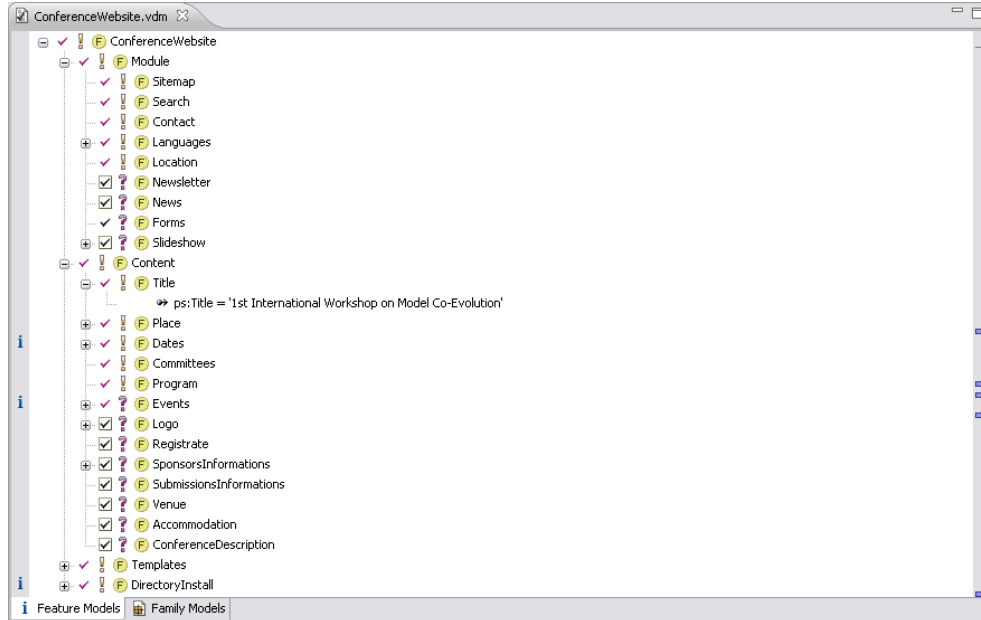 ConferenceWebsite.vdm
ConferenceWebsite
Module
Sitemap
Search
Contact
Languages
Location
Newsletter
News
Forms
Slideshow
Content
Title
ps:Title = '1st International Workshop on Model Co-Evolution'
Place
Dates
Committees
Program
Events
Logo
Registrate
SponsorsInformations
SubmissionsInformations
Venue
Accommodation
ConferenceDescription
Templates
DirectoryInstall
Feature Models Family Models